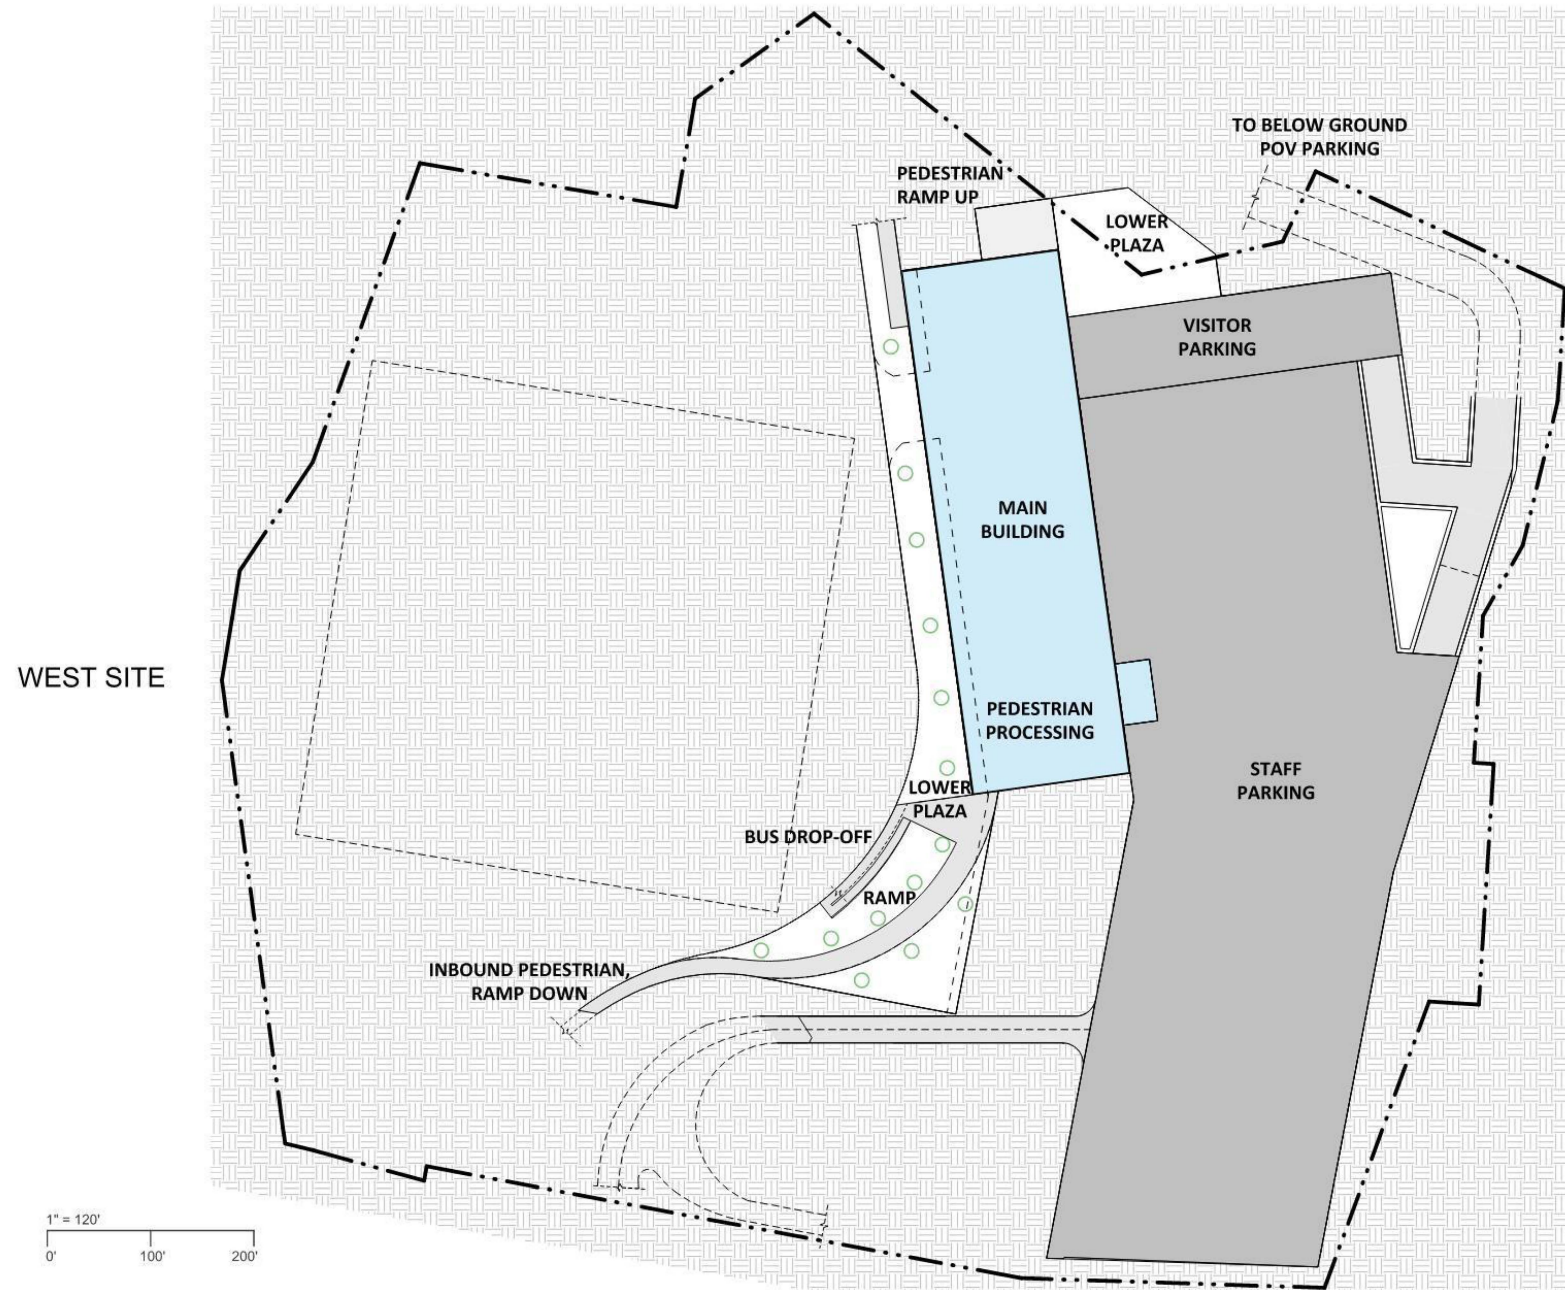 TO BELOW GROUND
POV PARKING
PEDESTRIAN
RAMP UP
LOWER
PLAZA
VISITOR
PARKING
MAIN
BUILDING
WEST SITE
PEDESTRIAN
PROCESSING
STAFF
PARKING
LOWER
PLAZA
BUS DROP-OFF
RAMP
INBOUND PEDESTRIAN,
RAMP DOWN
1" = 120'
0' 100' 200'